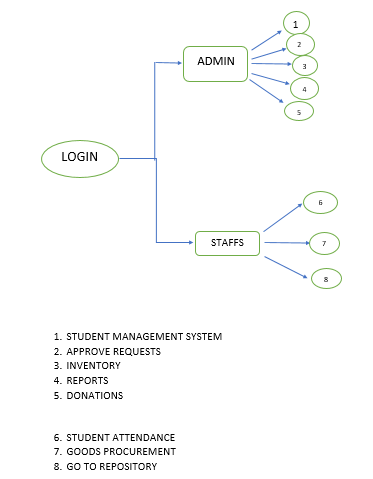 1
2
ADMIN
3
4
5
LOGIN
6
STAFFS
7
8
1. STUDENT MANAGEMENT SYSTEM
2. APPROVE REQUESTS
3. INVENTORY
4. REPORTS
5. DONATIONS
6. STUDENT ATTENDANCE
7. GOODS PROCUREMENT
8. GO TO REPOSITORY